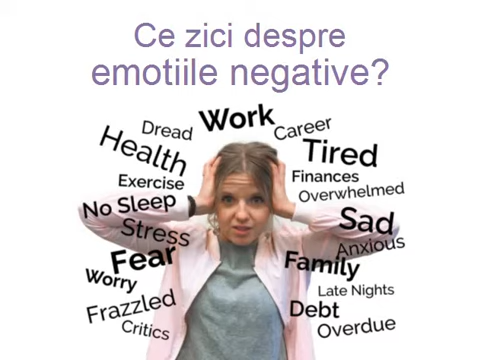 Ce zici despre
emotiile negative?
Work
Dread
Career
Health
Tired
Exercise
Finances
No Sleep
Overwhelmed
Stress
Sad
Fear
Anxious
Worry
Family
Frazzled
Late Nights
Critics
Debt
Overdue